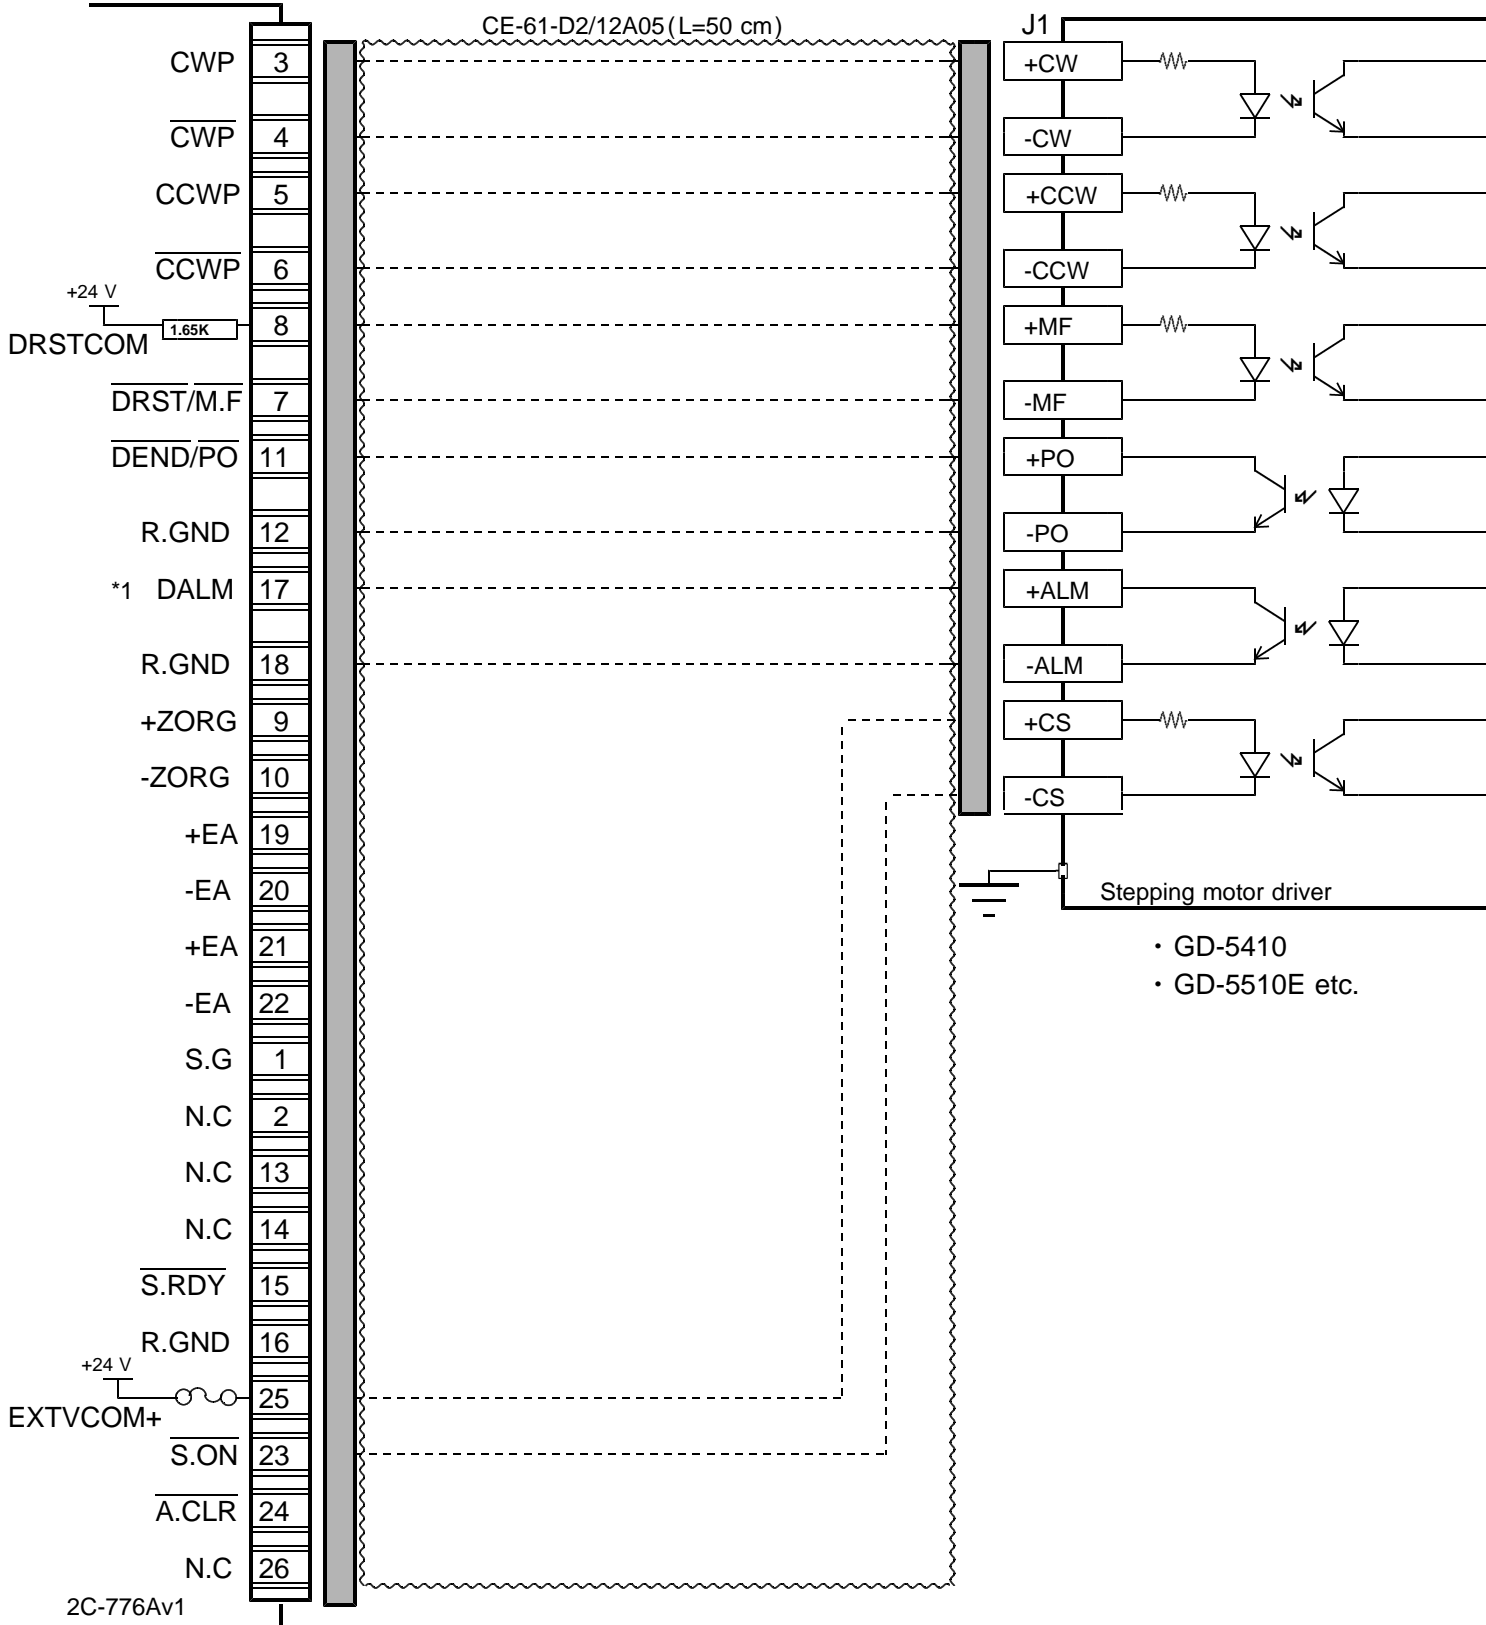 CE-61-D2/12A05(L=50 cm)
J1
CWP 3 +CW
CWP 4 -CW
CCWP 5 +CCW
CCWP 6 -CCW
+24 V
1.65K 8 +MF
DRSTCOM
DRST/M.F 7 -MF
DEND/PO 11 +PO
R.GND 12 -PO
*1 DALM 17 +ALM
R.GND 18 -ALM
+ZORG 9 +CS
-ZORG 10 -CS
+EA 19
-EA 20
Stepping motor driver
+EA 21
・GD-5410
・GD-5510E etc.
-EA 22
S.G 1
N.C 2
N.C 13
N.C 14
S.RDY 15
R.GND 16
+24 V
25
EXTVCOM+
S.ON 23
A.CLR 24
N.C 26
2C-776Av1